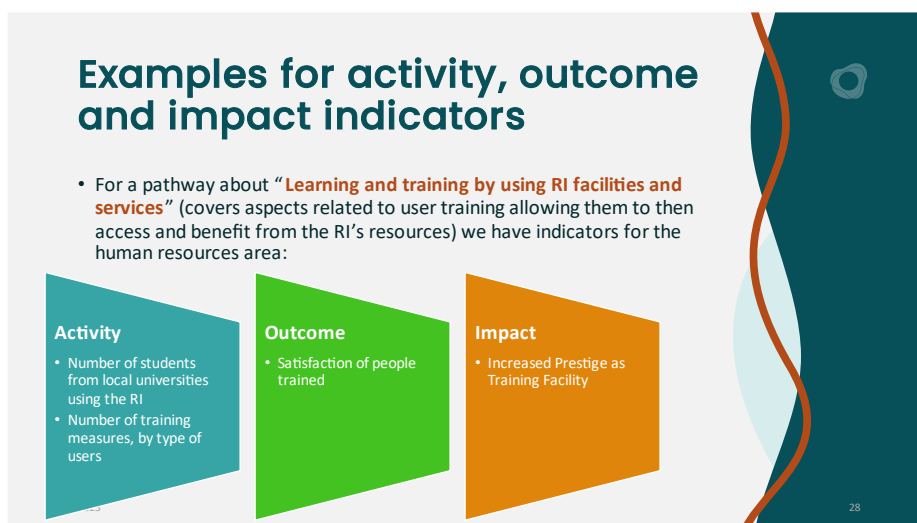 Examples for activity, outcome
and impact indicators
• For a pathway about “Learning and training by using RI facilities and
services” (covers aspects related to user training allowing them to then
access and benefit from the RI’s resources) we have indicators for the
human resources area:
Activity
• Number of students
from local universities
using the RI
• Number of training
measures, by type of
users
Outcome
• Satisfaction of people
trained
Impact
• Increased Prestige as
Training Facility
28